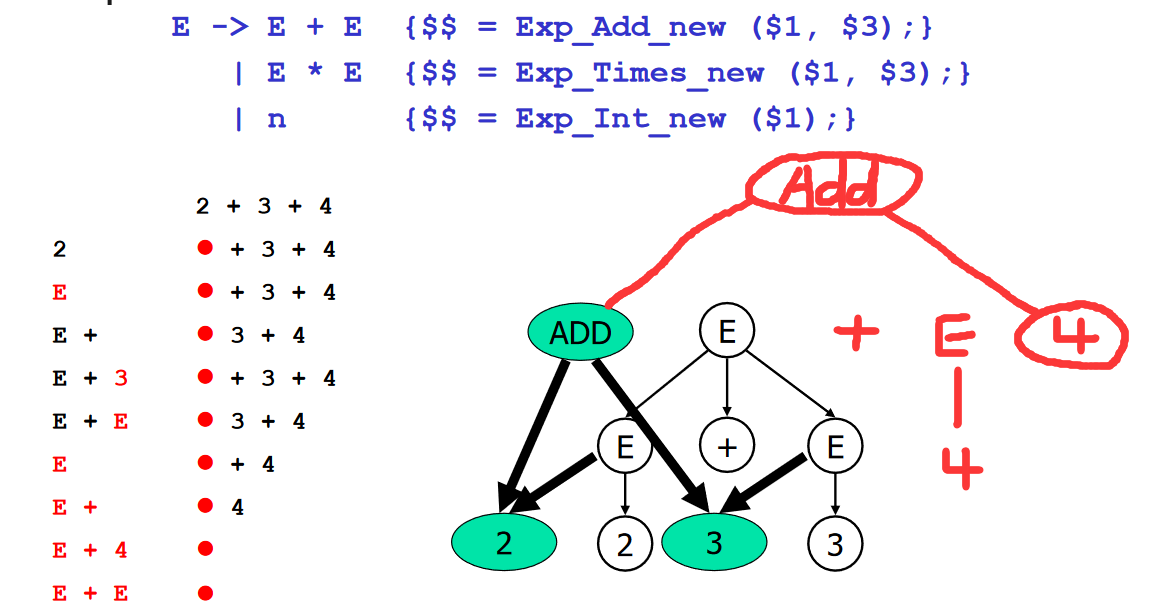 E -> E + E {$$ = Exp_Add_new ($1, $3);}
| E * E {$$ = Exp_Times_new ($1, $3);}
| n {$$ = Exp_Int_new ($1);}
2 + 3 + 4
2 ● + 3 + 4
E ● + 3 + 4
E + ● 3 + 4
E + 3 ● + 3 + 4
E + E ● 3 + 4
E ● + 4
E + ● 4
E + 4 ●
E + E ●
Add
ADD E + E 4
E + E 4
2 2 3 3